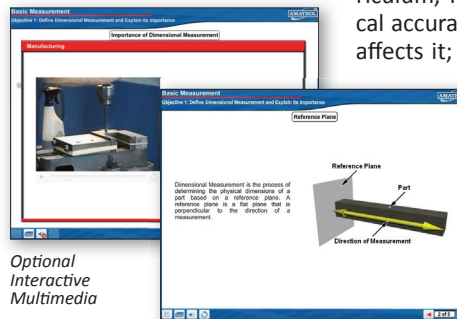 cal accura
affects it;
Basic Measurement
AMATROL
Objective 1: Define Dimensional Measurement and Explain its Importance
Importance of Dimensional Measurement
Manufacturing
Basic Measurement
Objective 1: Define Dimensional Measurement and Explain its Importance
Reference Plane
Dimensional Measurement is the process of
determining the physical dimensions of a
part based on a reference plane. A
reference plane is a flat plane that is
perpendicular to the direction of a
measurement.
Reference Plane
Part
Direction of Measurement
2 of 5
Optional
Interactive
Multimedia